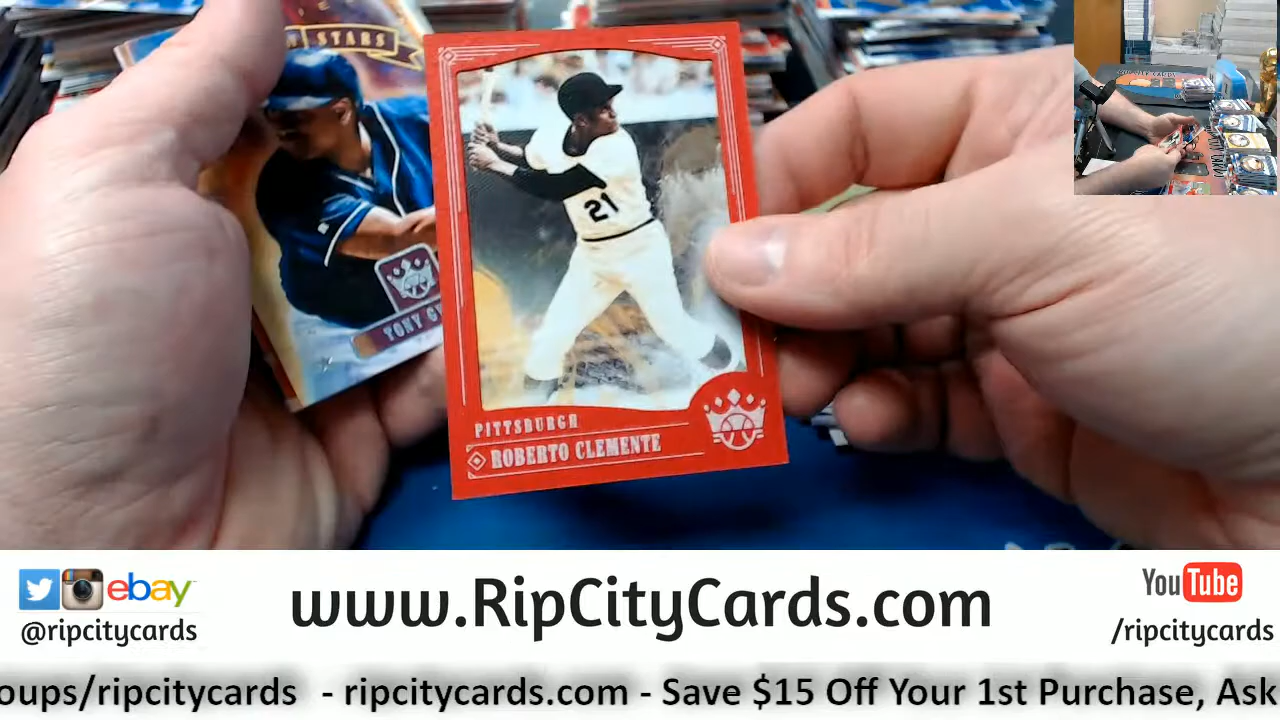 STARS
21
TONY G
PITTSBURGH
ROBERTO CLEMENTE
ebay
@ripcitycards
www.RipCityCards.com
YouTube
/ripcitycards
oups/ripcitycards - ripcitycards.com - Save $15 Off Your 1st Purchase, Ask